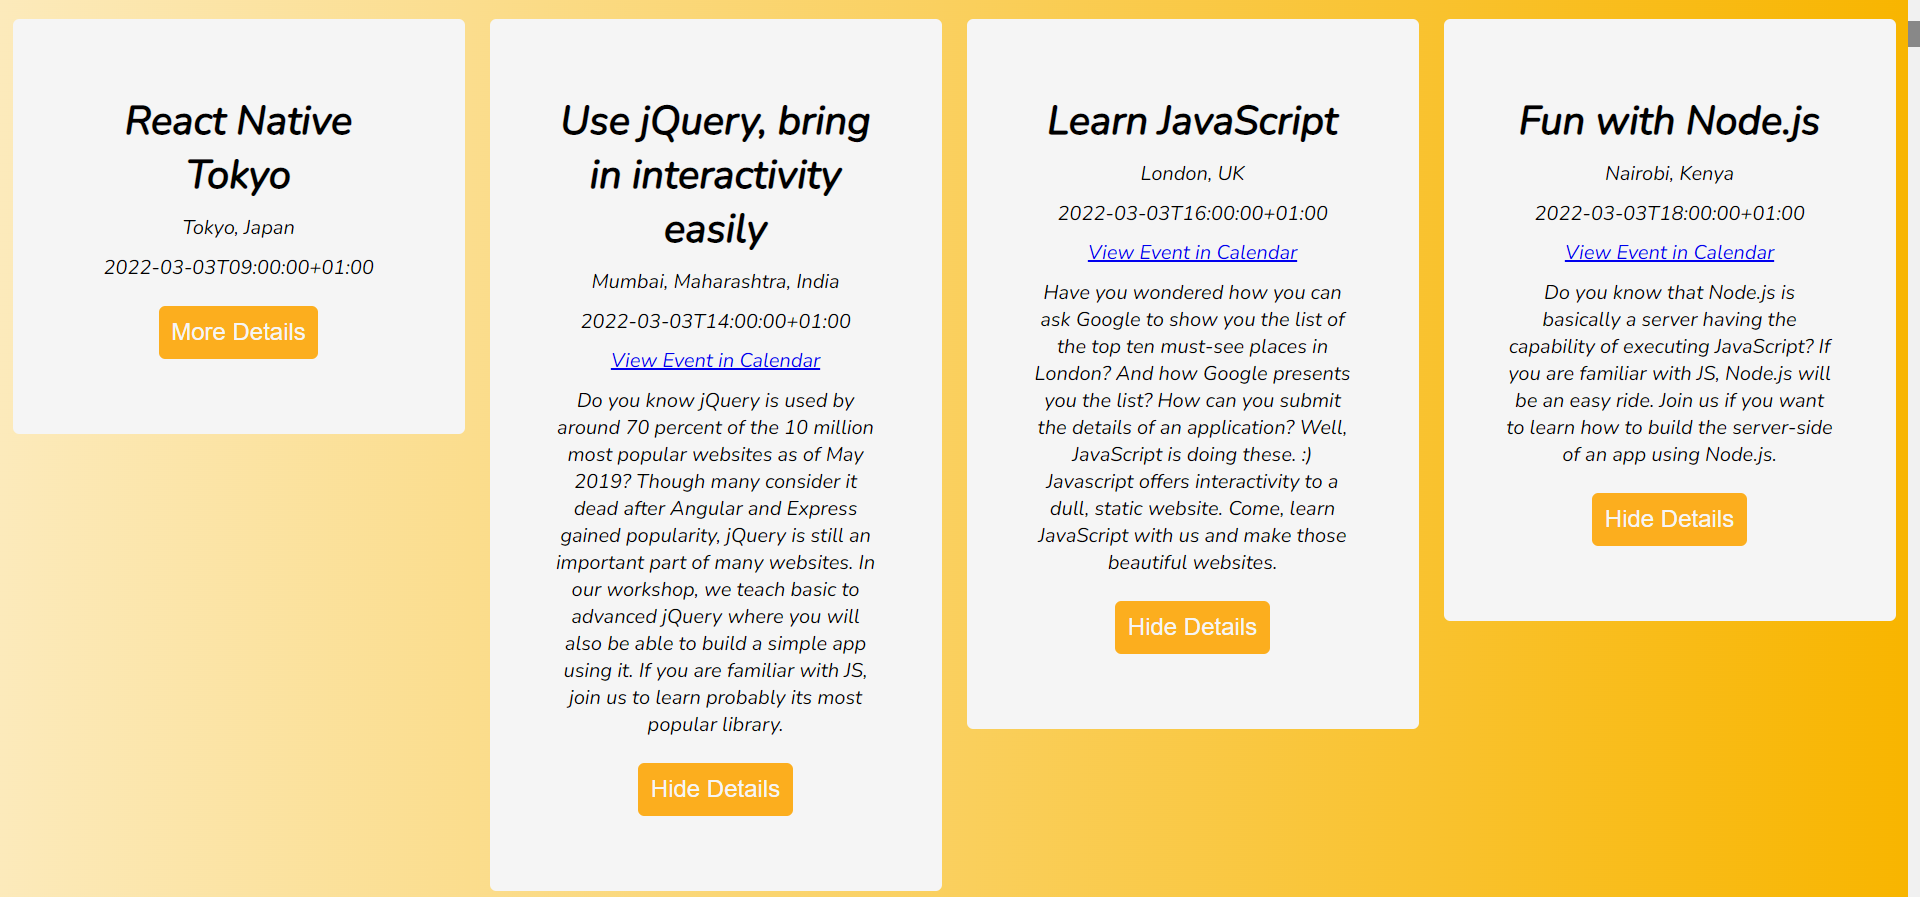 React Native
Tokyo
Tokyo, Japan
2022-03-03T09:00:00+01:00
More Details
Use jQuery, bring
in interactivity
easily
Mumbai, Maharashtra, India
2022-03-03T14:00:00+01:00
View Event in Calendar
Do you know jQuery is used by
around 70 percent of the 10 million
most popular websites as of May
2019? Though many consider it
dead after Angular and Express
gained popularity, jQuery is still an
important part of many websites. In
our workshop, we teach basic to
advanced jQuery where you will
also be able to build a simple app
using it. If you are familiar with JS,
join us to learn probably its most
popular library.
Hide Details
Learn JavaScript
London, UK
2022-03-03T16:00:00+01:00
View Event in Calendar
Have you wondered how you can
ask Google to show you the list of
the top ten must-see places in
London? And how Google presents
you the list? How can you submit
the details of an application? Well,
JavaScript is doing these. :)
Javascript offers interactivity to a
dull, static website. Come, learn
JavaScript with us and make those
beautiful websites.
Hide Details
Fun with Node.js
Nairobi, Kenya
2022-03-03T18:00:00+01:00
View Event in Calendar
Do you know that Node.js is
basically a server having the
capability of executing JavaScript? If
you are familiar with JS, Node.js will
be an easy ride. Join us if you want
to learn how to build the server-side
of an app using Node.js.
Hide Details